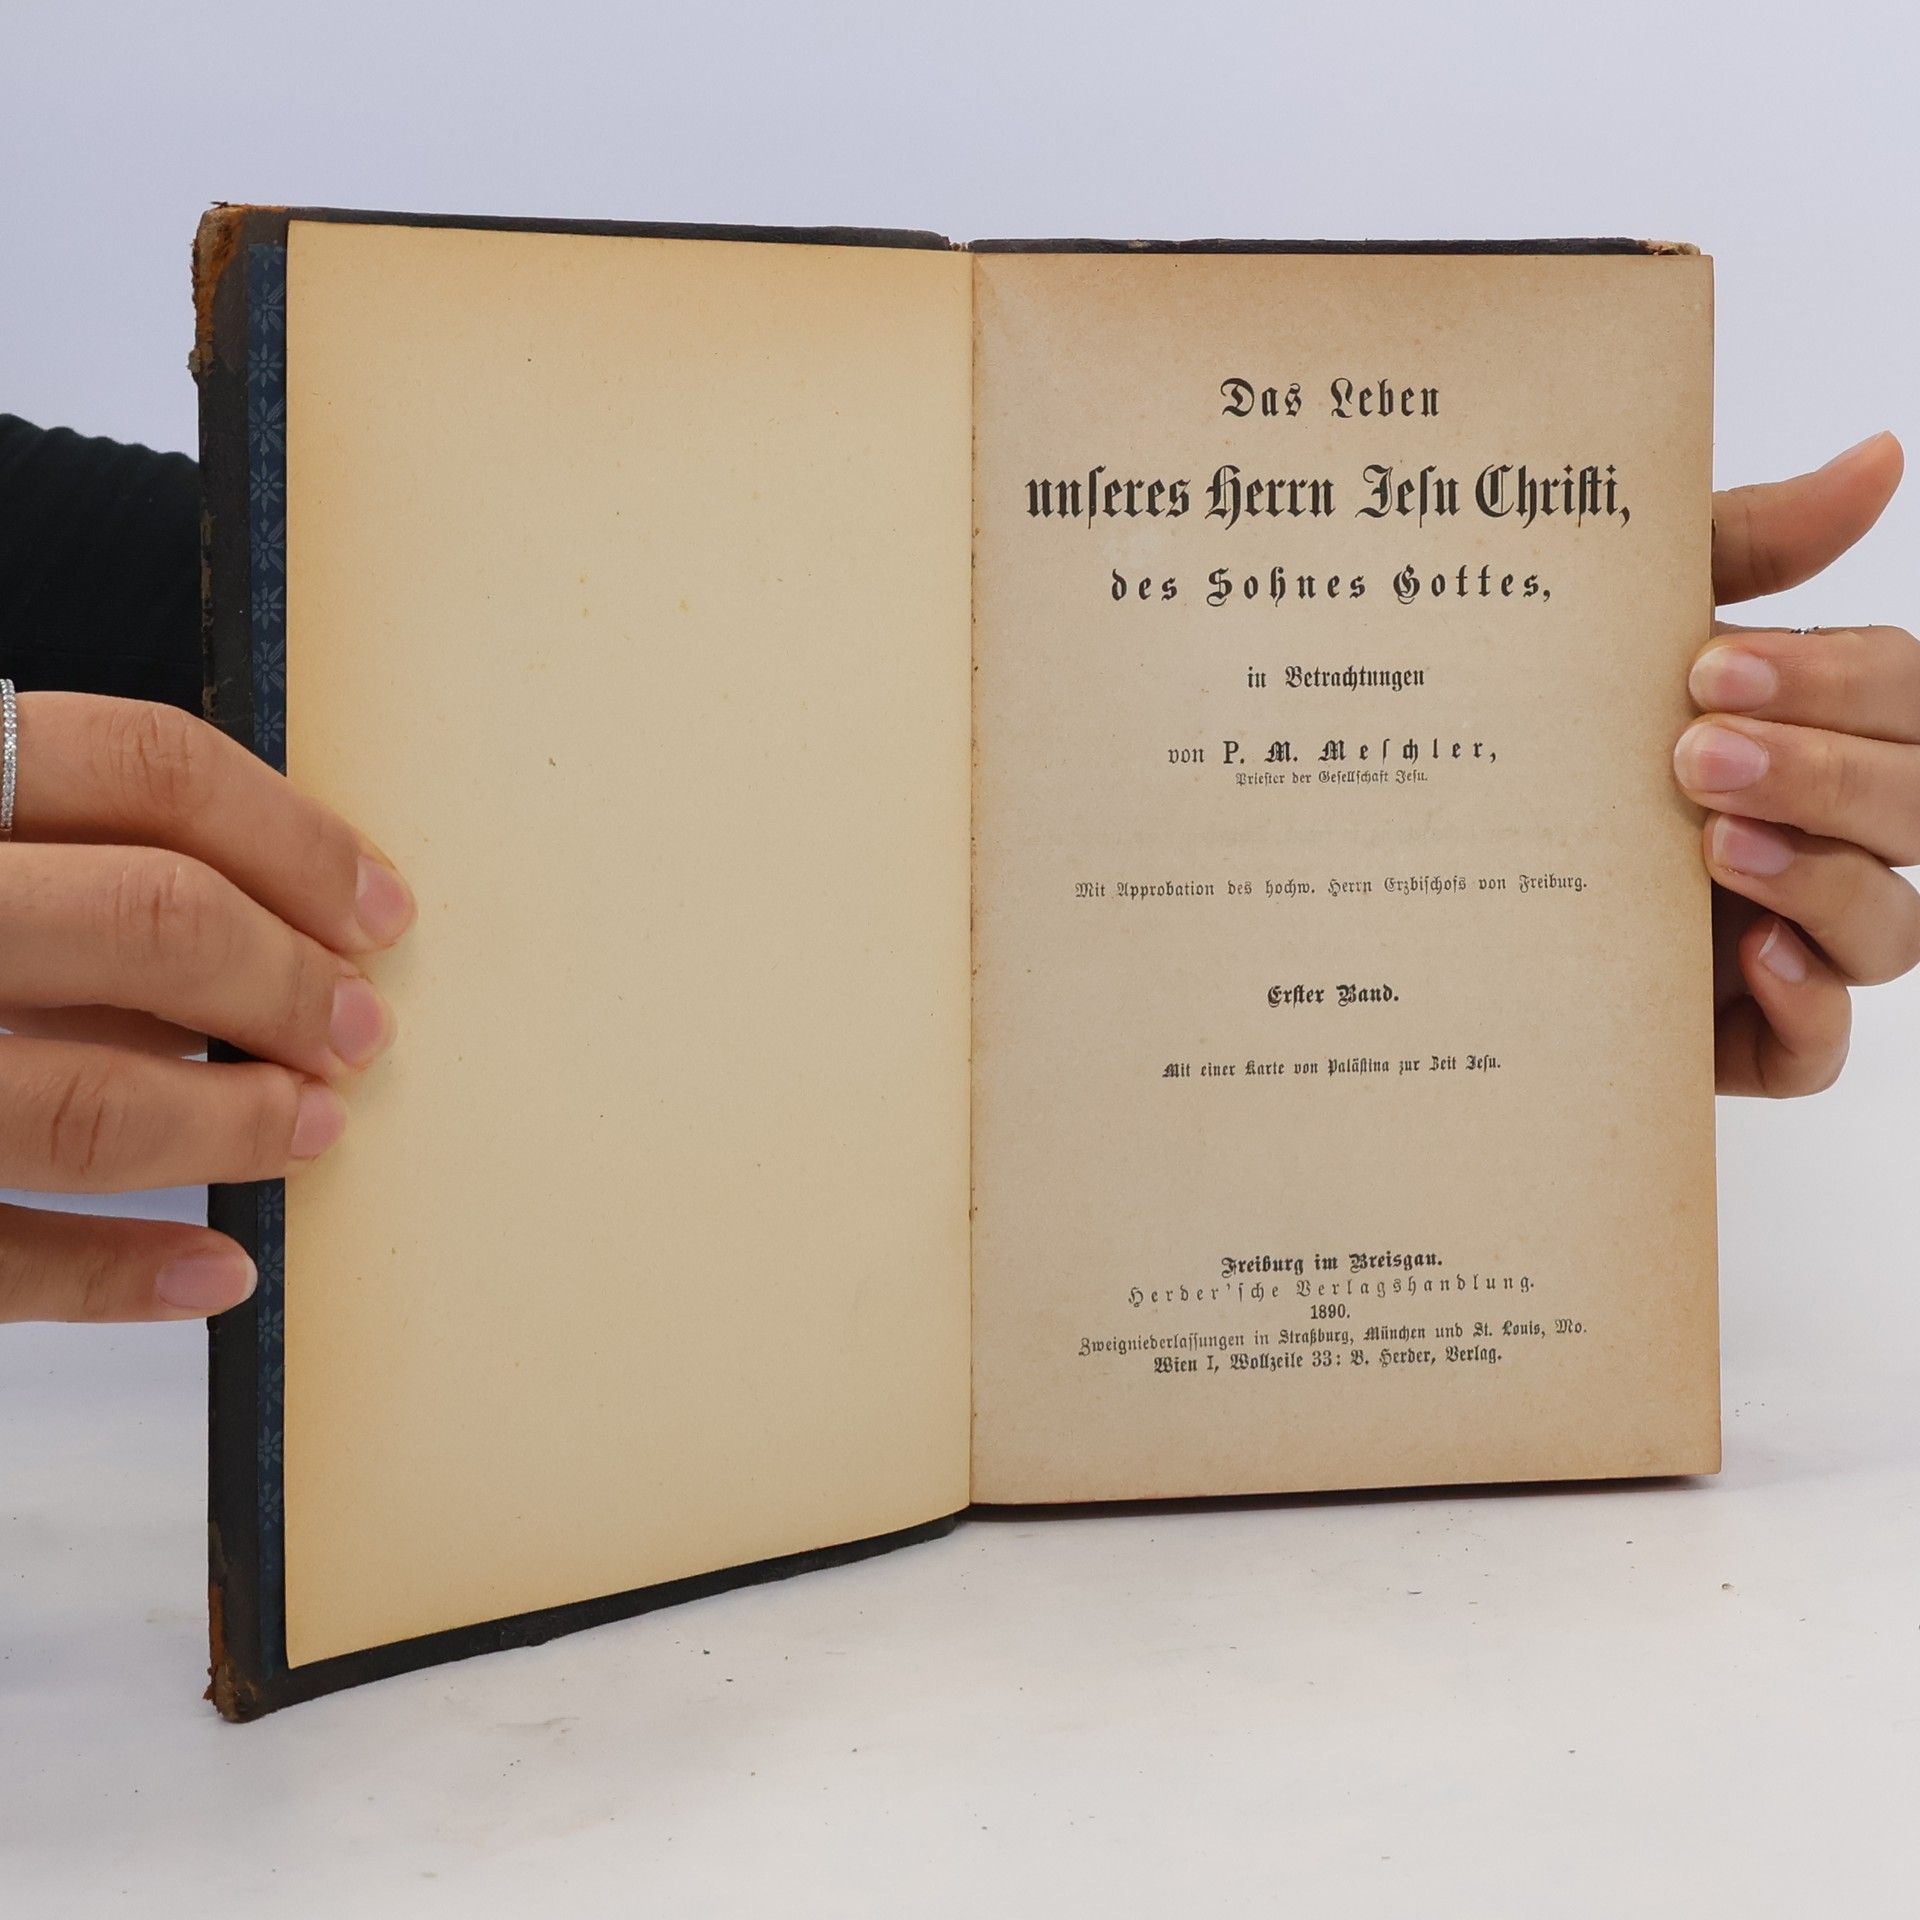 Das Leben
unseres Herrn Jesu Christi,
des Sohnes Gottes,
in Betrachtungen
von P. M. Meschler,
Priester der Gesellschaft Jesu.
Mit Approbation des hochw. Herrn Erzbischofs von Freiburg.
Erster Band.
Mit einer Karte von Palästina zur Zeit Jesu.
Freiburg im Breisgau.
Herder'sche Verlagshandlung.
1890.
Zweigniederlassungen in Straßburg, München und St. Louis, Mo.
Wien I, Wollzeile 33: B. Herder, Verlag.